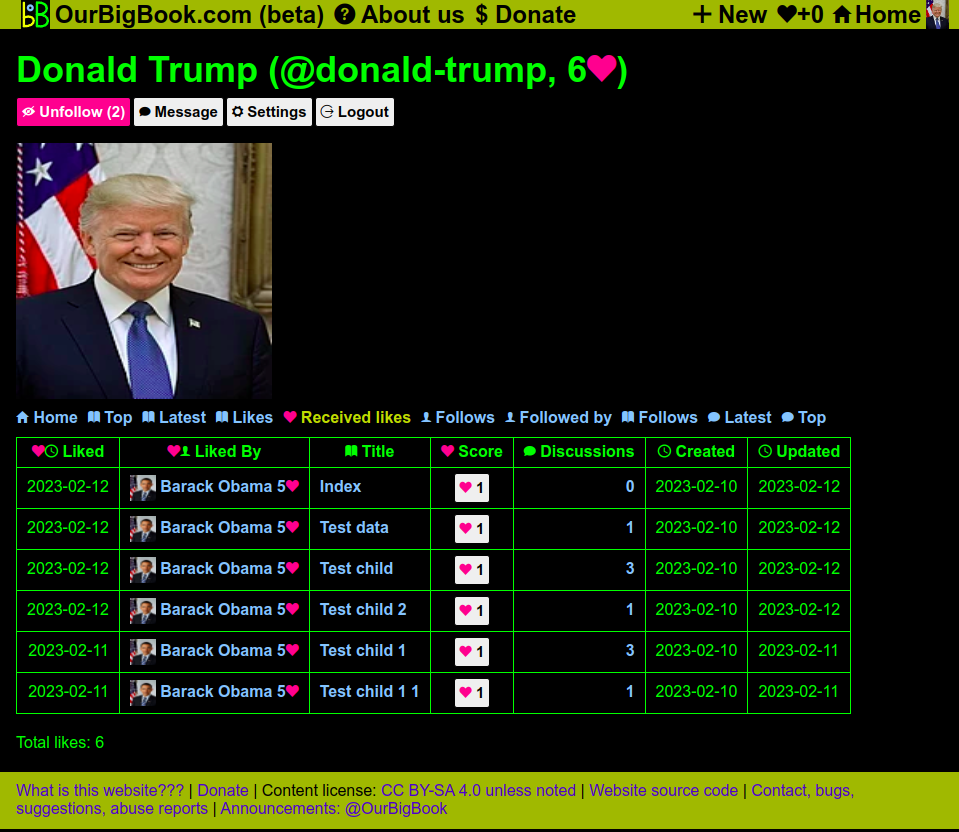 OurBigBook.com (beta) About us $ Donate + New +0 Home
Donald Trump (@donald-trump, 6)
Unfollow (2) Message Settings Logout
Home Top Latest Likes Received likes Follows Followed by Follows Latest Top
Liked Liked By Title Score Discussions Created Updated
2023-02-12 Barack Obama 5 Index 1 0 2023-02-10 2023-02-12
2023-02-12 Barack Obama 5 Test data 1 1 2023-02-10 2023-02-12
2023-02-12 Barack Obama 5 Test child 1 3 2023-02-10 2023-02-12
2023-02-12 Barack Obama 5 Test child 2 1 1 2023-02-10 2023-02-12
2023-02-11 Barack Obama 5 Test child 1 1 3 2023-02-10 2023-02-11
2023-02-11 Barack Obama 5 Test child 1 1 1 1 2023-02-10 2023-02-11
Total likes: 6
What is this website??? | Donate | Content license: CC BY-SA 4.0 unless noted | Website source code | Contact, bugs,
suggestions, abuse reports | Announcements: @OurBigBook